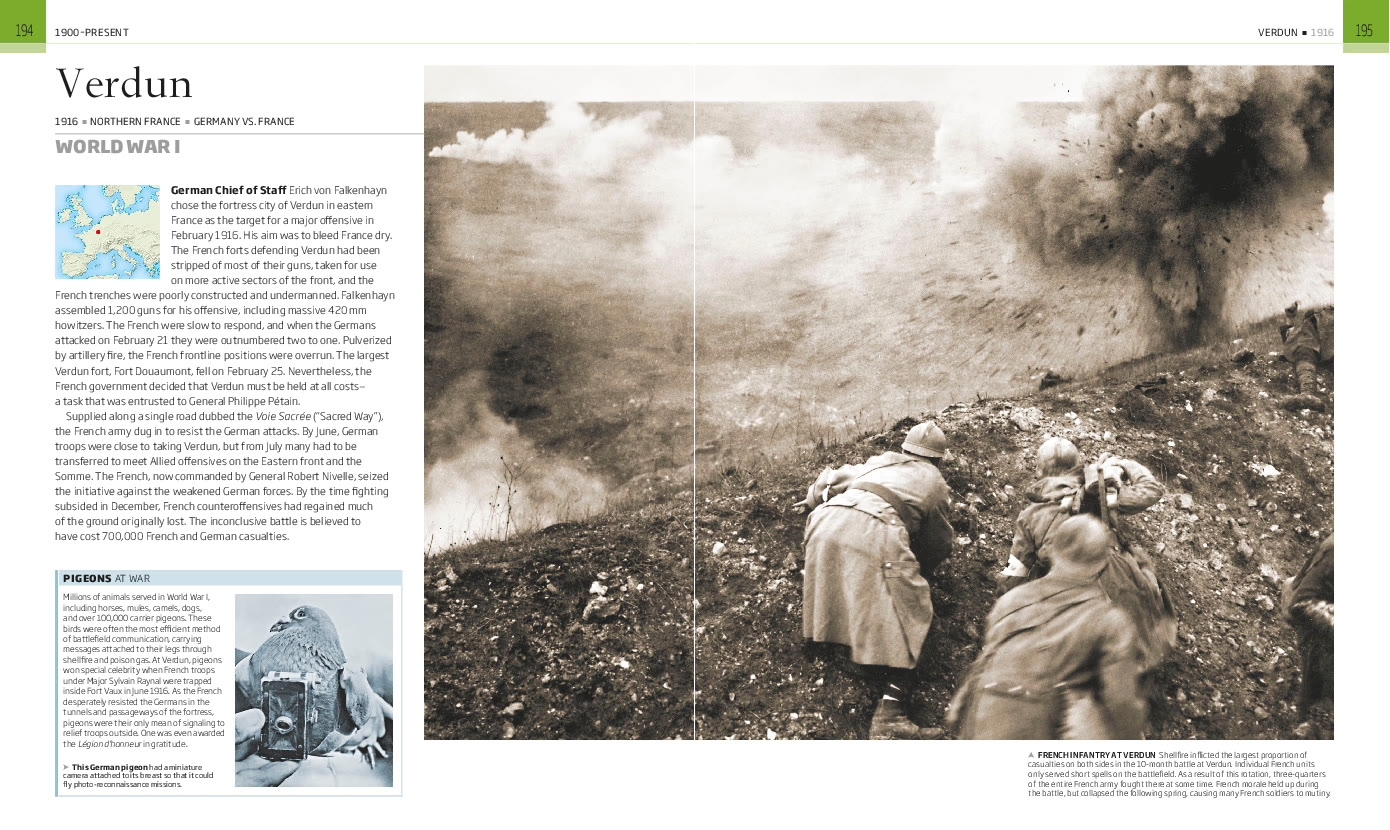 194
1900–PRESENT
VERDUN ■ 1916
195
Verdun
1916 ■ NORTHERN FRANCE ■ GERMANY VS. FRANCE
WORLD WAR I
German Chief of Staff Erich von Falkenhayn
chose the fortress city of Verdun in eastern
France as the target for a major offensive in
February 1916. His aim was to bleed France dry.
The French forts defending Verdun had been
stripped of most of their guns, taken for use
on more active sectors of the front, and the
French trenches were poorly constructed and undermanned. Falkenhayn
assembled 1,200 guns for his offensive, including massive 420 mm
howitzers. The French were slow to respond, and when the Germans
attacked on February 21 they were outnumbered two to one. Pulverized
by artillery fire, the French frontline positions were overrun. The largest
Verdun fort, Fort Douaumont, fell on February 25. Nevertheless, the
French government decided that Verdun must be held at all costs—
a task that was entrusted to General Philippe Pétain.
Supplied along a single road dubbed the Voie Sacrée ("Sacred Way"),
the French army dug in to resist the German attacks. By June, German
troops were close to taking Verdun, but from July many had to be
transferred to meet Allied offensives on the Eastern front and the
Somme. The French, now commanded by General Robert Nivelle, seized
the initiative against the weakened German forces. By the time fighting
subsided in December, French counteroffensives had regained much
of the ground originally lost. The inconclusive battle is believed to
have cost 700,000 French and German casualties.
PIGEONS AT WAR
Millions of animals served in World War I,
including horses, mules, camels, dogs,
and over 100,000 carrier pigeons. These
birds were often the most efficient method
of battlefield communication, carrying
messages attached to their legs through
shellfire and poison gas. At Verdun, pigeons
won special celebrity when French troops
under Major Sylvain Raynal were trapped
inside Fort Vaux in June 1916. As the French
desperately resisted the Germans in the
tunnels and passageways of the fortress,
pigeons were their only mean of signaling to
relief troops outside. One was even awarded
the Légion d'honneur in gratitude.
➤ This German pigeon had a miniature
camera attached to its breast so that it could
fly photo-reconnaissance missions.
▲ FRENCH INFANTRY AT VERDUN Shellfire inflicted the largest proportion of
casualties on both sides in the 10-month battle at Verdun. Individual French units
only served short spells on the battlefield. As a result of this rotation, three-quarters
of the entire French army fought there at some time. French morale held up during
the battle, but collapsed the following spring, causing many French soldiers to mutiny.